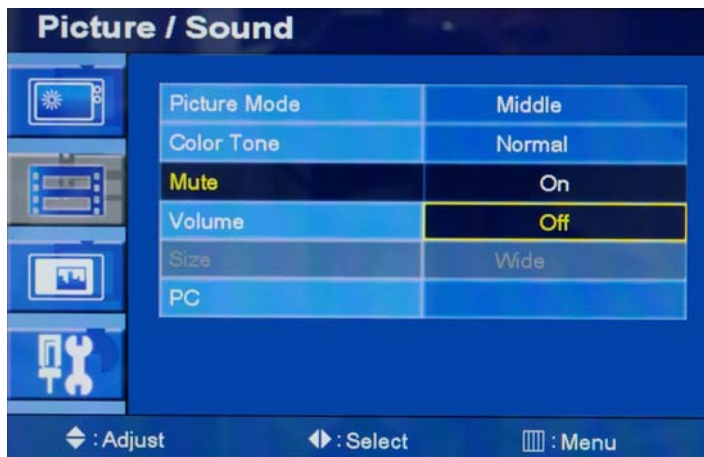 Picture / Sound
Picture Mode Middle
Color Tone Normal
Mute On
Volume Off
Size Wide
PC
: Adjust : Select : Menu